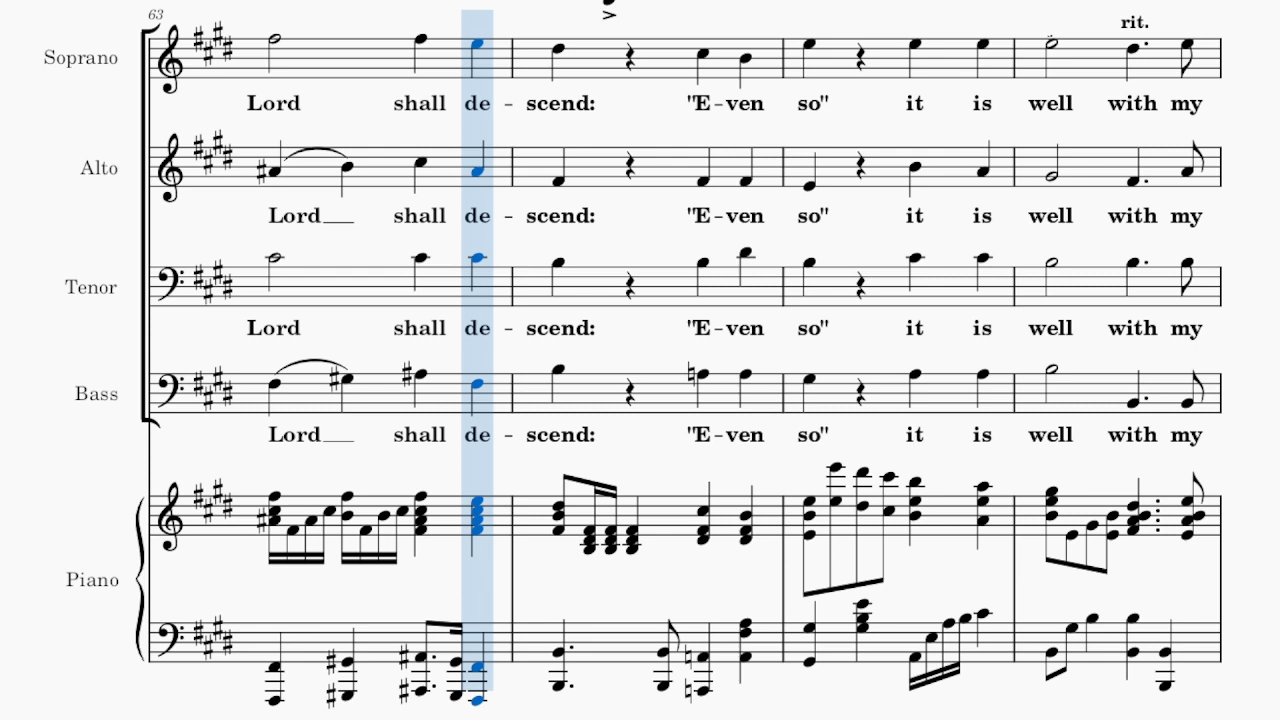 63
rit.
Soprano
Lord shall de - scend: "E - ven so" it is well with my
Alto
Lord__ shall de - scend: "E - ven so" it is well with my
Tenor
Lord shall de - scend: "E - ven so" it is well with my
Bass
Lord__ shall de - scend: "E - ven so" it is well with my
Piano